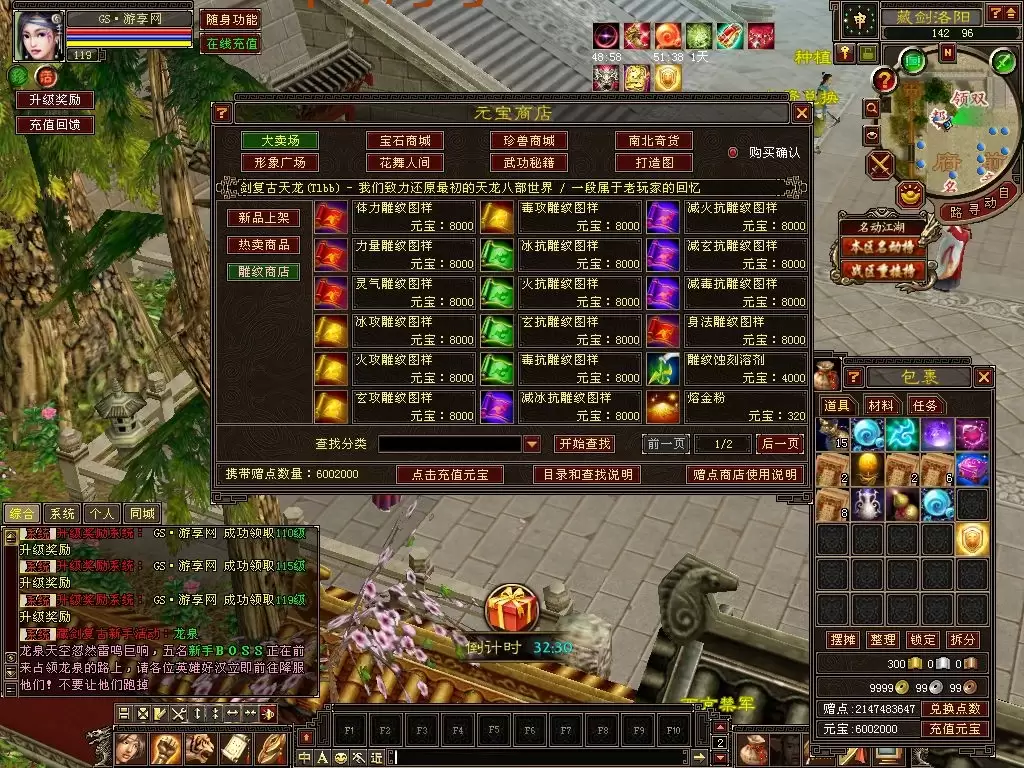 GS·游享网
119
随身功能
在线充值
升级奖励
充值回馈
48:58
51:38
1天
种植
藏剑洛阳
142 96
N
领双
府
前
名
自动寻路
名动江湖
本区名动榜
战区重楼榜
元宝商店
大卖场
宝石商城
珍兽商城
南北奇货
形象广场
花舞人间
武功秘籍
打造图
购买确认
剑复古天龙(Tlbb) - 我们致力还原最初的天龙八部世界 / 一段属于老玩家的回忆
新品上架
热卖商品
雕纹商店
体力雕纹图样
元宝：8000
毒攻雕纹图样
元宝：8000
减火抗雕纹图样
元宝：8000
力量雕纹图样
元宝：8000
冰抗雕纹图样
元宝：8000
减玄抗雕纹图样
元宝：8000
灵气雕纹图样
元宝：8000
火抗雕纹图样
元宝：8000
减毒抗雕纹图样
元宝：8000
冰攻雕纹图样
元宝：8000
玄抗雕纹图样
元宝：8000
身法雕纹图样
元宝：8000
火攻雕纹图样
元宝：8000
毒抗雕纹图样
元宝：8000
雕纹蚀刻溶剂
元宝：4000
玄攻雕纹图样
元宝：8000
减冰抗雕纹图样
元宝：8000
熔金粉
元宝：320
查找分类
开始查找
前一页
1/2
后一页
携带赠点数量：6002000
点击充值元宝
目录和查找说明
赠点商店使用说明
包裹
道具
材料
任务
15
2
2
6
8
摆摊
整理
锁定
拆分
300
0
0
9999
99
99
赠点:2147483647
兑换点数
元宝:6002000
充值元宝
综合
系统
个人
同城
系统 升级奖励系统： GS·游享网 成功领取110级
升级奖励
系统 升级奖励系统： GS·游享网 成功领取115级
升级奖励
系统 升级奖励系统： GS·游享网 成功领取119级
升级奖励
系统 藏剑复古新手活动：龙泉
龙泉天空忽然雷鸣巨响，五名新手BOSS正在前
来占领龙泉的路上，请各位英雄好汉立即前往降服
他们！不要让他们跑掉
倒计时 32:30
F1
F2
F3
F4
F5
F6
F7
F8
F9
F10
2
中
A
近